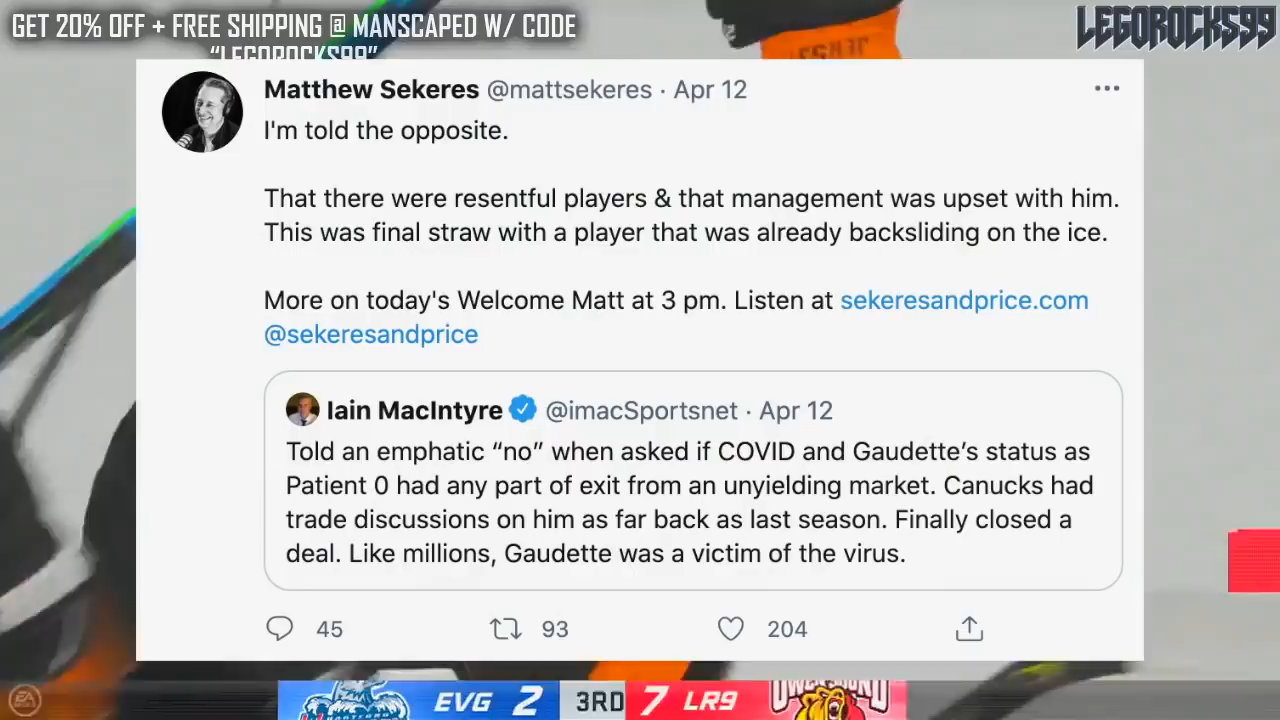 GET 20% OFF + FREE SHIPPING @ MANSCAPED W/ CODE
"LEGOROCKS99"
LEGOROCKS99
Matthew Sekeres @mattsekeres · Apr 12
I'm told the opposite.
That there were resentful players & that management was upset with him.
This was final straw with a player that was already backsliding on the ice.
More on today's Welcome Matt at 3 pm. Listen at sekeresandprice.com
@sekeresandprice
Iain MacIntyre @imacSportsnet · Apr 12
Told an emphatic “no” when asked if COVID and Gaudette’s status as
Patient 0 had any part of exit from an unyielding market. Canucks had
trade discussions on him as far back as last season. Finally closed a
deal. Like millions, Gaudette was a victim of the virus.
45 93 204
EVG 2 3RD 7 LR9